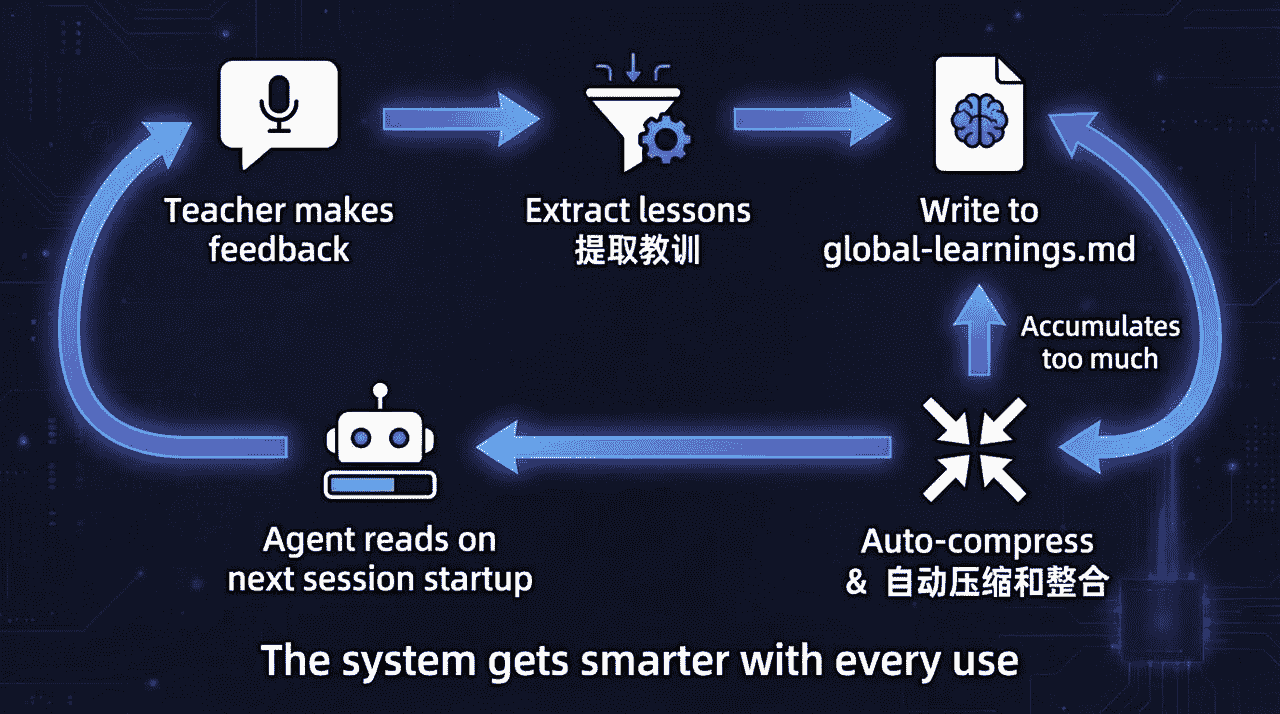 Teacher makes
feedback
Extract lessons
提取教训
Write to
global-learnings.md
Accumulates
too much
Agent reads on
next session startup
Auto-compress
& 自动压缩和整合
The system gets smarter with every use